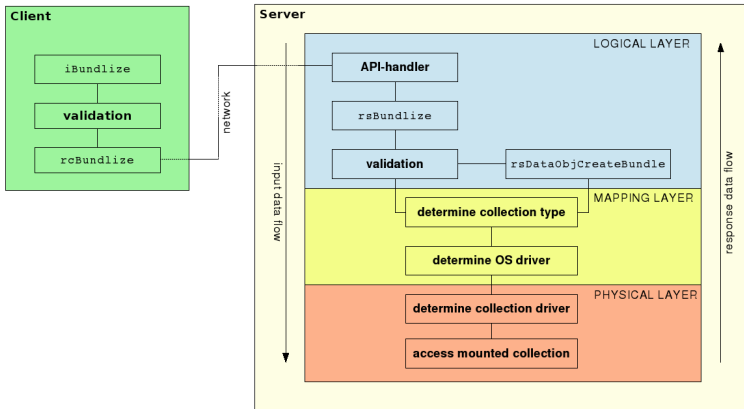 Client
iBundlize
validation
rcBundlize
network
Server
input data flow
LOGICAL LAYER
API-handler
rsBundlize
validation
rsDataObjCreateBundle
MAPPING LAYER
determine collection type
determine OS driver
PHYSICAL LAYER
determine collection driver
access mounted collection
response data flow